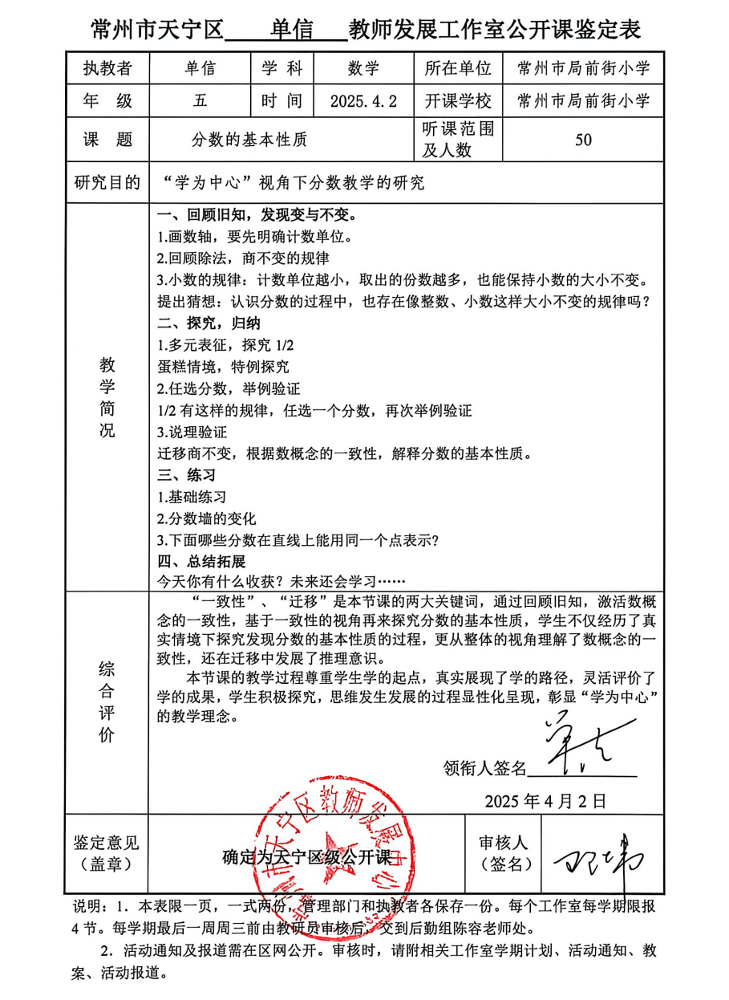 常州市天宁区 单信 教师发展工作室公开课鉴定表
执教者 单信 学科 数学 所在单位 常州市局前街小学
年级 五 时间 2025.4.2 开课学校 常州市局前街小学
课题 分数的基本性质 听课范围及人数 50
研究目的 “学为中心”视角下分数教学的研究
教学简况
一、回顾旧知，发现变与不变。
1.画数轴，要先明确计数单位。
2.回顾除法，商不变的规律
3.小数的规律：计数单位越小，取出的份数越多，也能保持小数的大小不变。
提出猜想：认识分数的过程中，也存在像整数、小数这样大小不变的规律吗？
二、探究，归纳
1.多元表征，探究 1/2
蛋糕情境，特例探究
2.任选分数，举例验证
1/2 有这样的规律，任选一个分数，再次举例验证
3.说理验证
迁移商不变，根据数概念的一致性，解释分数的基本性质。
三、练习
1.基础练习
2.分数墙的变化
3.下面哪些分数在直线上能用同一个点表示？
四、总结拓展
今天你有什么收获？未来还会学习……
综合评价
“一致性”、“迁移”是本节课的两大关键词，通过回顾旧知，激活数概
念的一致性，基于一致性的视角再来探究分数的基本性质，学生不仅经历了真
实情境下探究发现分数的基本性质的过程，更从整体的视角理解了数概念的一
致性，还在迁移中发展了推理意识。
本节课的教学过程尊重学生学的起点，真实展现了学的路径，灵活评价了
学的成果，学生积极探究，思维发生发展的过程显性化呈现，彰显“学为中心”
的教学理念。
领衔人签名 单信
2025 年 4 月 2 日
鉴定意见（盖章） 确定为天宁区级公开课 审核人（签名）
常州市天宁区教师发展中心
说明：1．本表限一页，一式两份，管理部门和执教者各保存一份。每个工作室每学期限报
4 节。每学期最后一周周三前由教研员审核后，交到后勤组陈容老师处。
2．活动通知及报道需在区网公开。审核时，请附相关工作室学期计划、活动通知、教
案、活动报道。